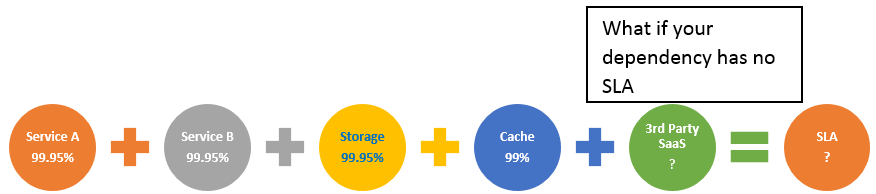 What if your
dependency has no
SLA
Service A
99.95%
Service B
99.95%
Storage
99.95%
Cache
99%
3rd Party
SaaS
?
SLA
?